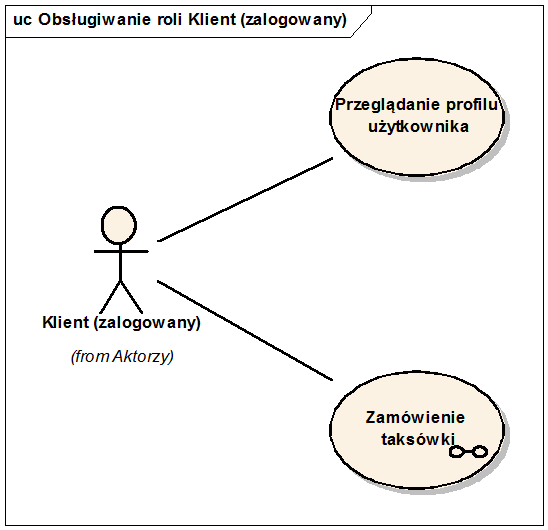 uc Obsługiwanie roli Klient (zalogowany)
Przeglądanie profilu
użytkownika
Klient (zalogowany)
(from Aktorzy)
Zamówienie
taksówki